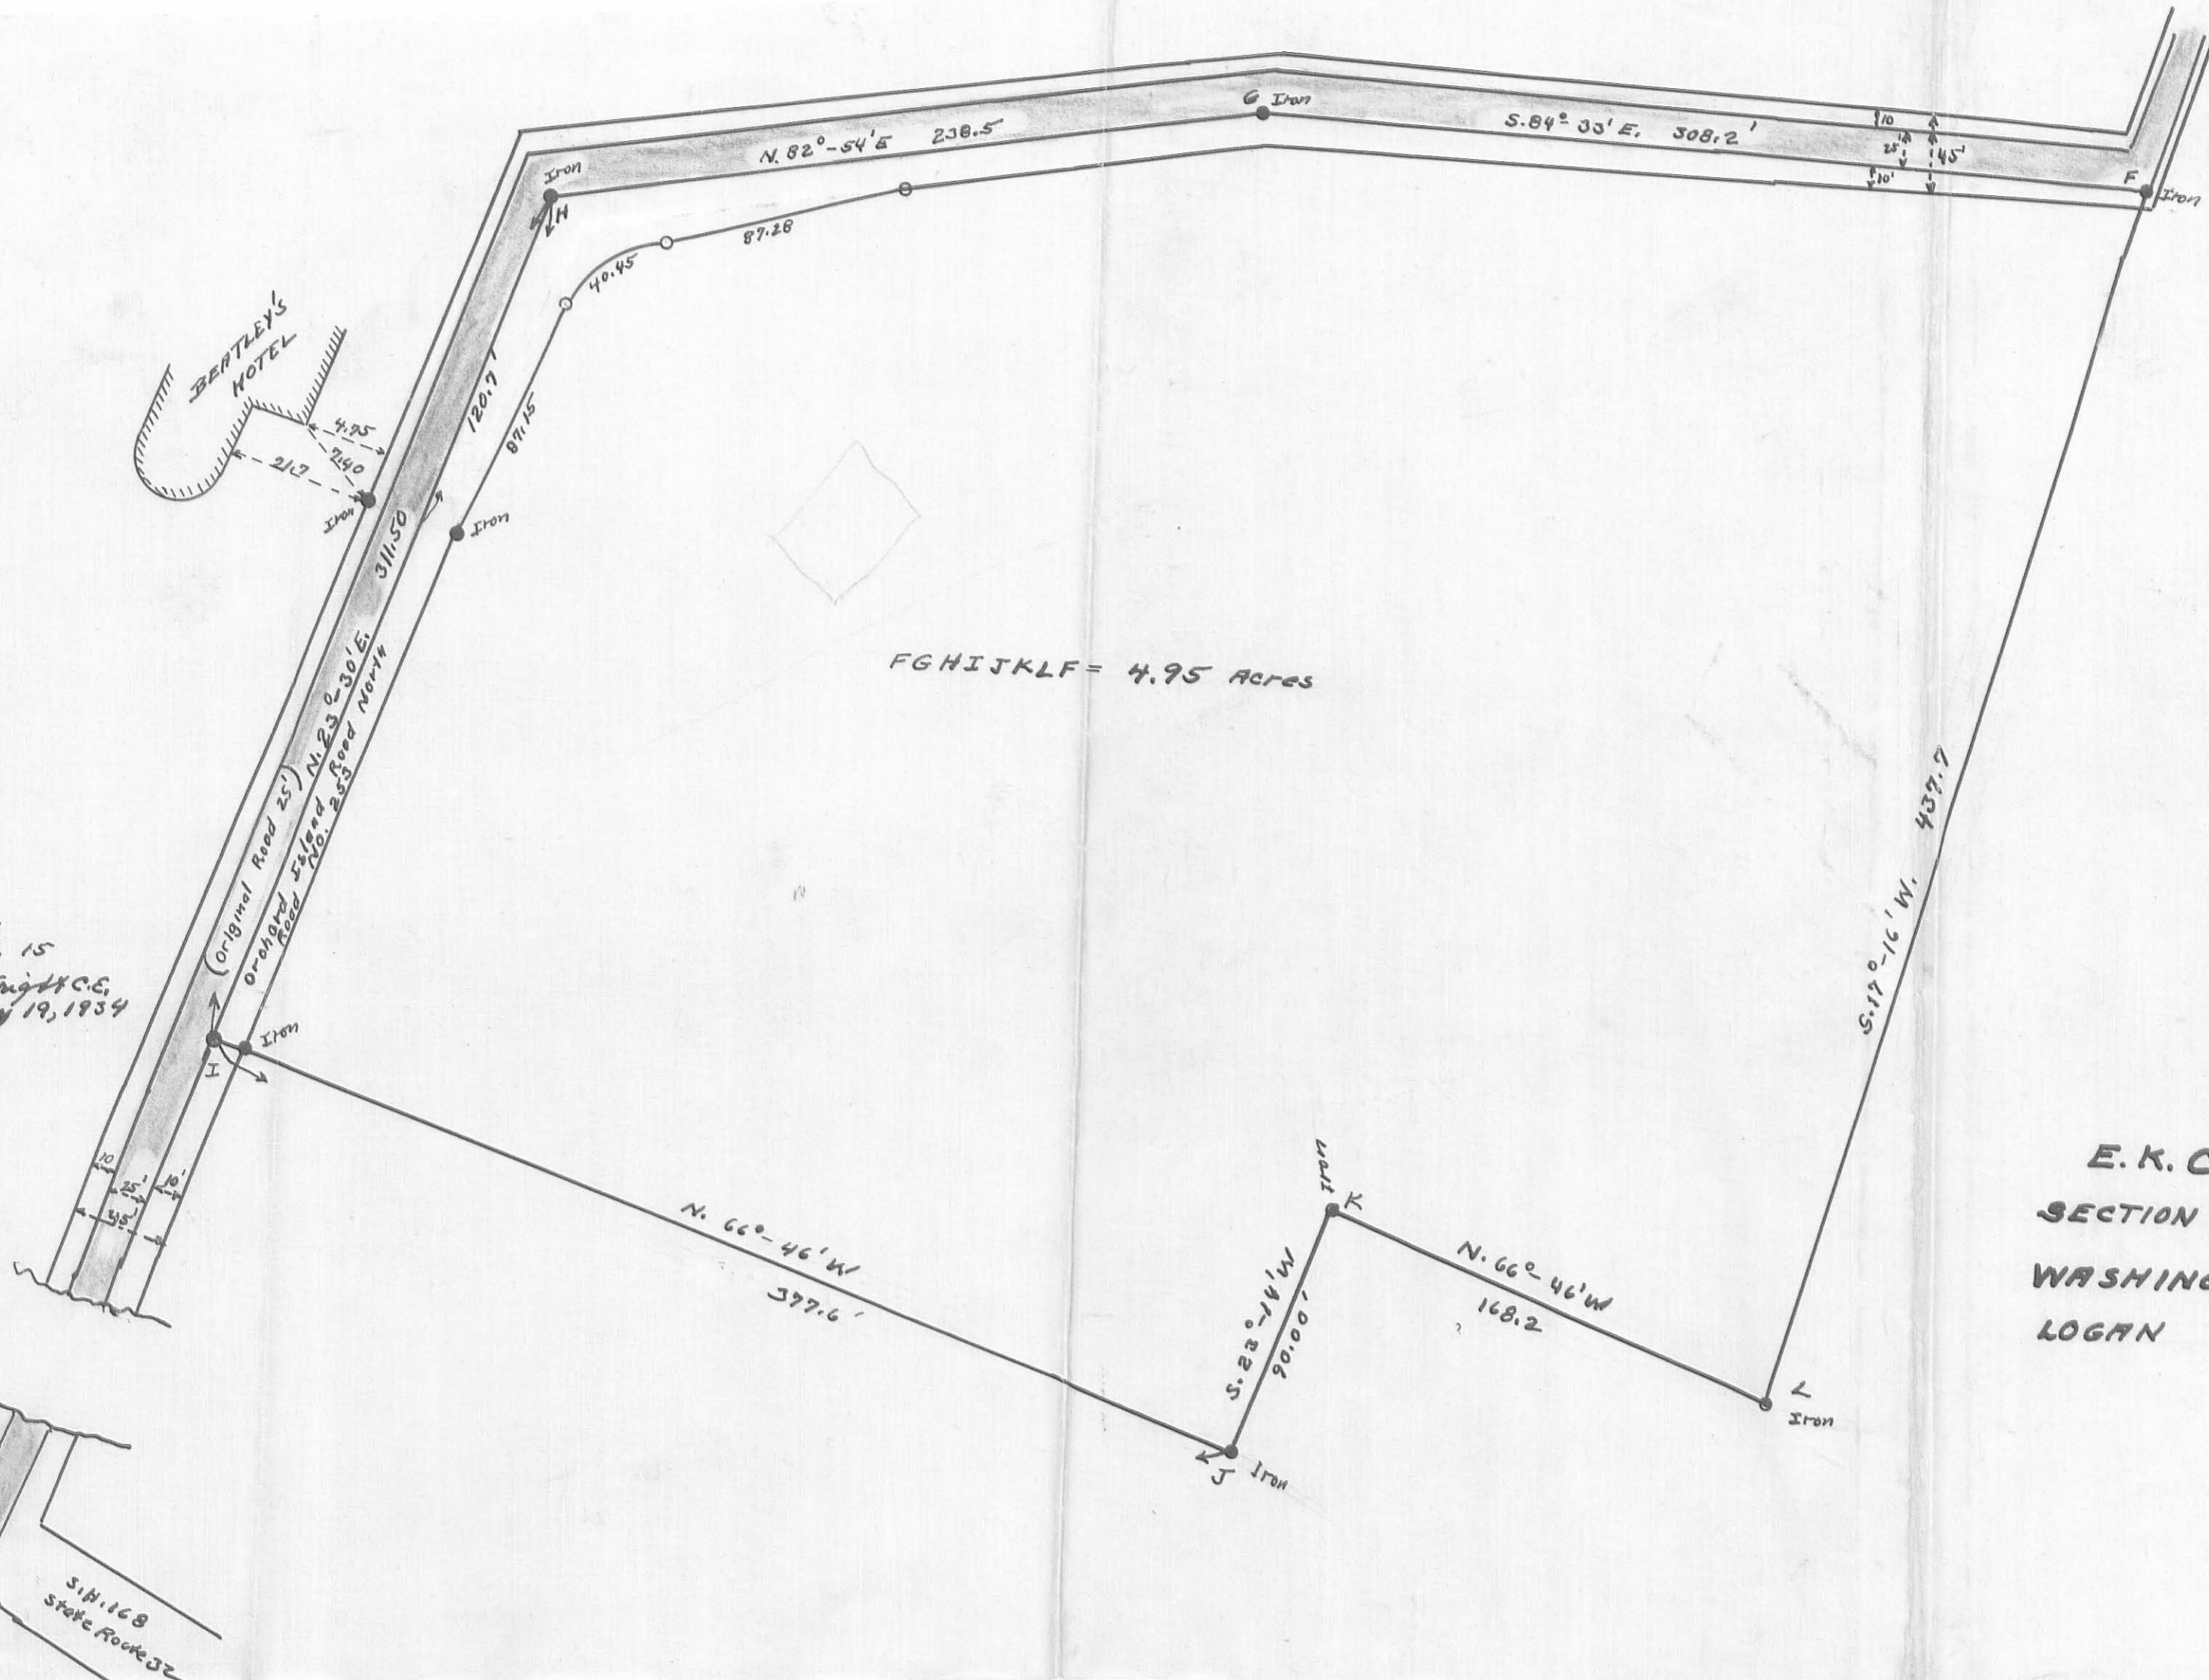 G Iron
N. 82°-54'E 238.5'
S. 84°-33'E. 308.2'
10
25'
45'
10'
F
Iron
Iron
H
87.28
40.45
BEATLEY'S
HOTEL
120.7'
87.15
4.75
7.40
21.7
Iron
Iron
311.50
N. 23°-30'E.
(Original Road 25')
Orchard Island Road North
Road No. 253
FGHIJKLF = 4.95 Acres
S. 17°-16'W. 437.7
15
C.E.
19, 1934
I
Iron
10
25'
10'
N. 66°-46'W
377.6'
Iron
K
S. 23°-14'W
90.00'
N. 66°-46'W
168.2
L
Iron
J
Iron
E. K. C
SECTION
WASHING
LOGAN
S.H. 168
State Route 32